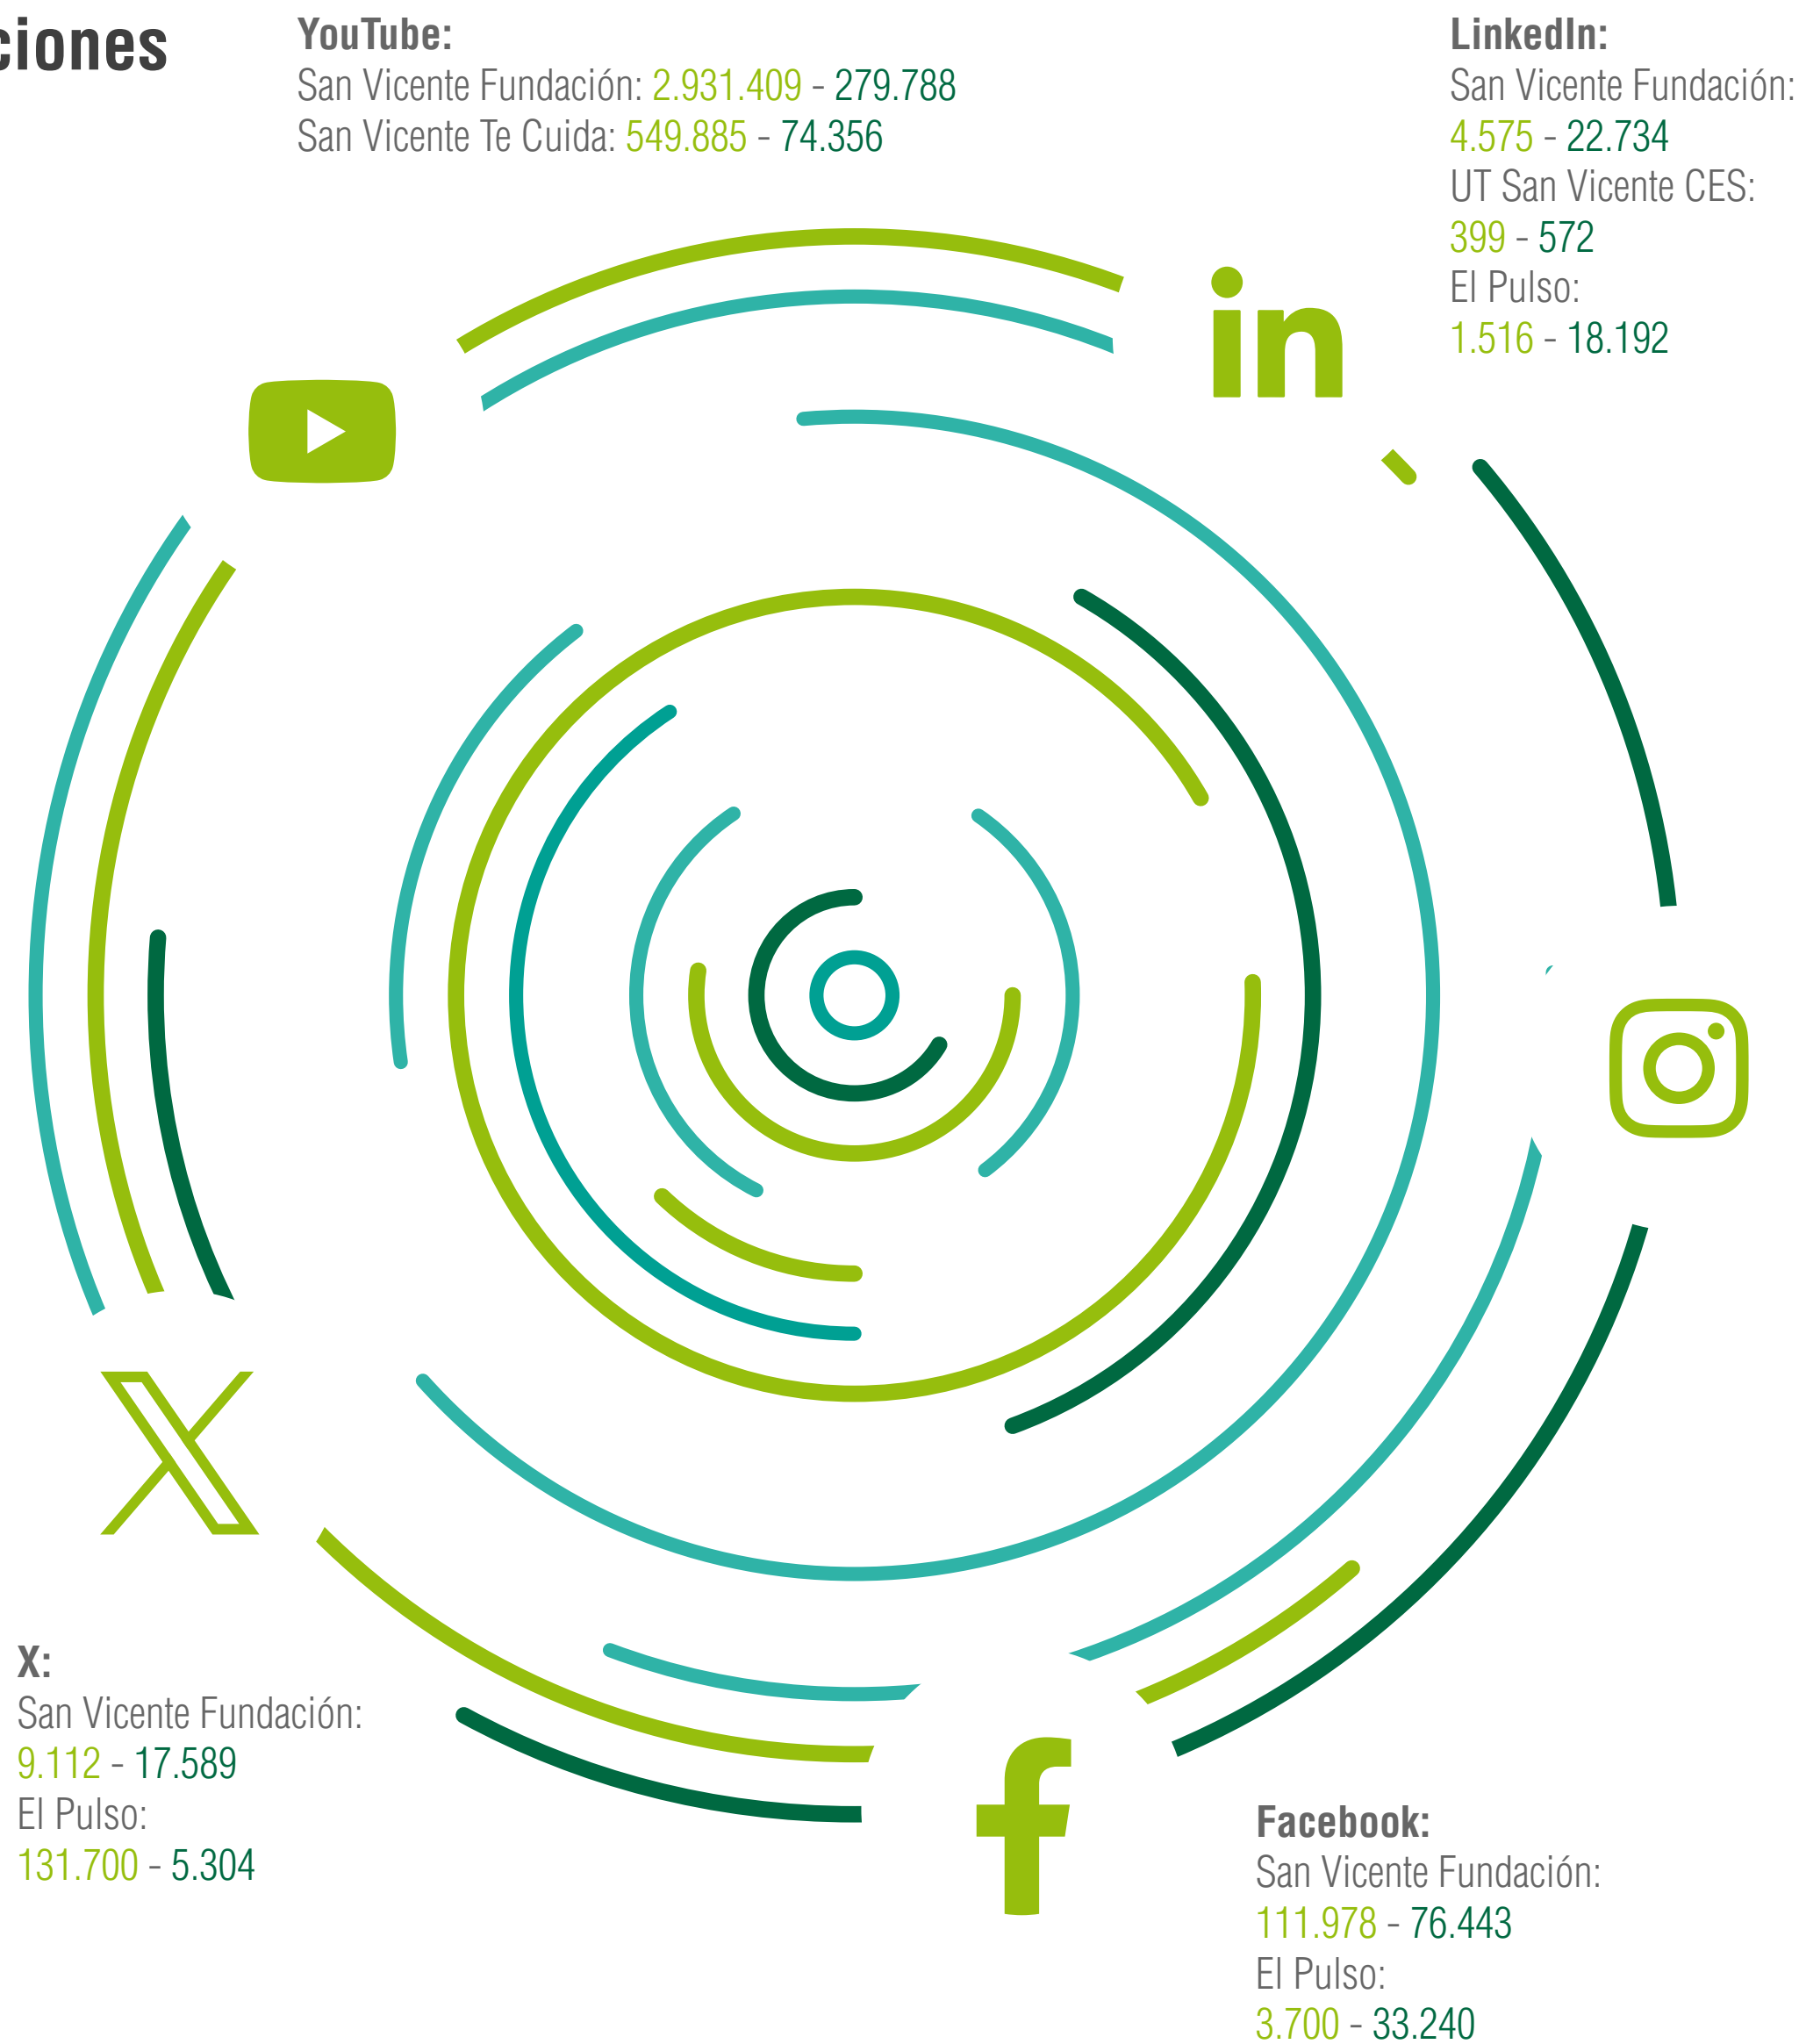 ciones
YouTube:
San Vicente Fundación: 2.931.409 - 279.788
San Vicente Te Cuida: 549.885 - 74.356
LinkedIn:
San Vicente Fundación:
4.575 - 22.734
UT San Vicente CES:
399 - 572
El Pulso:
1.516 - 18.192
in
X:
San Vicente Fundación:
9.112 - 17.589
El Pulso:
131.700 - 5.304
Facebook:
San Vicente Fundación:
111.978 - 76.443
El Pulso:
3.700 - 33.240